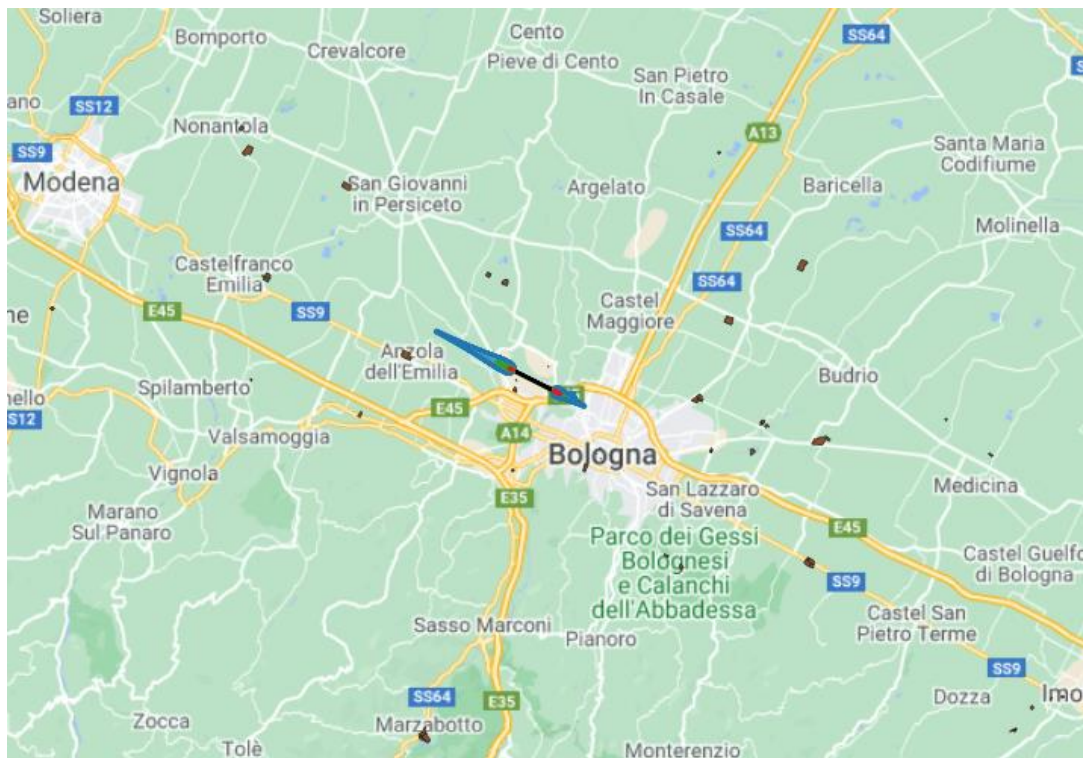 Soliera
Bomporto
Crevalcore
Cento
Pieve di Cento
SS64
San Pietro
In Casale
SS12
ano
Nonantola
SS9
Modena
A13
Santa Maria
Codifiume
San Giovanni
in Persiceto
Argelato
Baricella
Molinella
SS64
Castelfranco
Emilia
SS64
ne
E45
SS9
Castel
Maggiore
Anzola
dell'Emilia
Budrio
Spilamberto
nello
SS12
E45
Valsamoggia
A14
Bologna
Vignola
E35
San Lazzaro
di Savena
Medicina
Marano
Sul Panaro
E45
Parco dei Gessi
Bolognesi
e Calanchi
dell'Abbadessa
Castel Guelfo
di Bologna
SS9
Sasso Marconi
Pianoro
Castel San
Pietro Terme
SS9
SS64
E35
Dozza
Imo
Zocca
Marzabotto
Tolè
Monterenzio